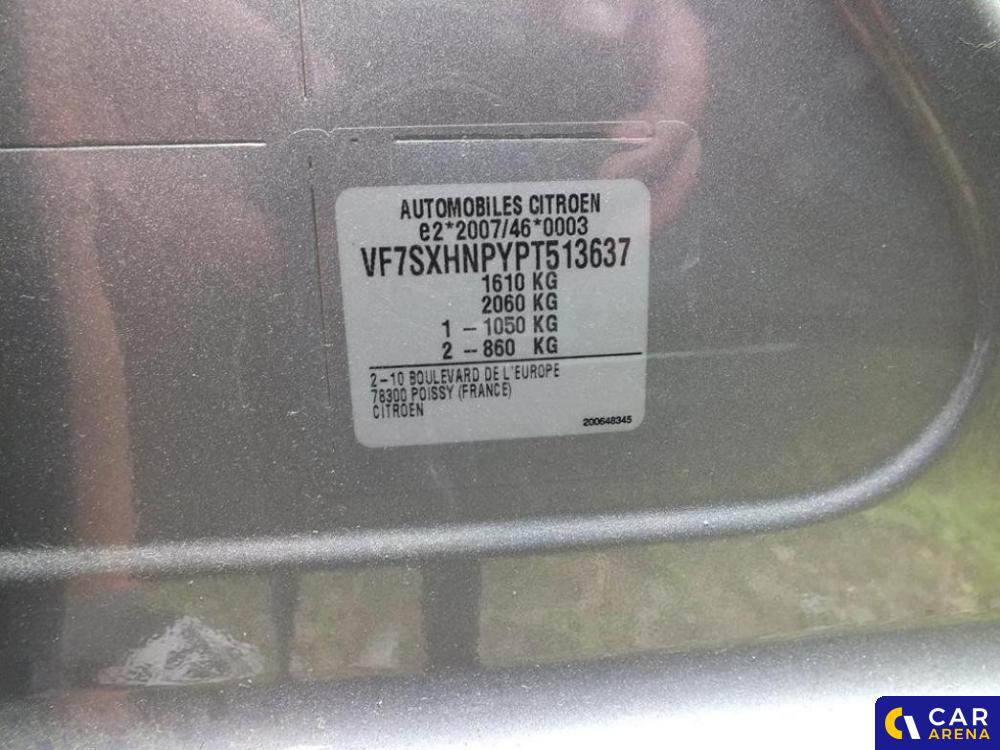 AUTOMOBILES CITROEN
e2*2007/46*0003
VF7SXHNPYPT513637
1610 KG
2060 KG
1 – 1050 KG
2 – 860 KG
2–10 BOULEVARD DE L'EUROPE
78300 POISSY (FRANCE)
CITROEN
200648345
CAR
ARENA